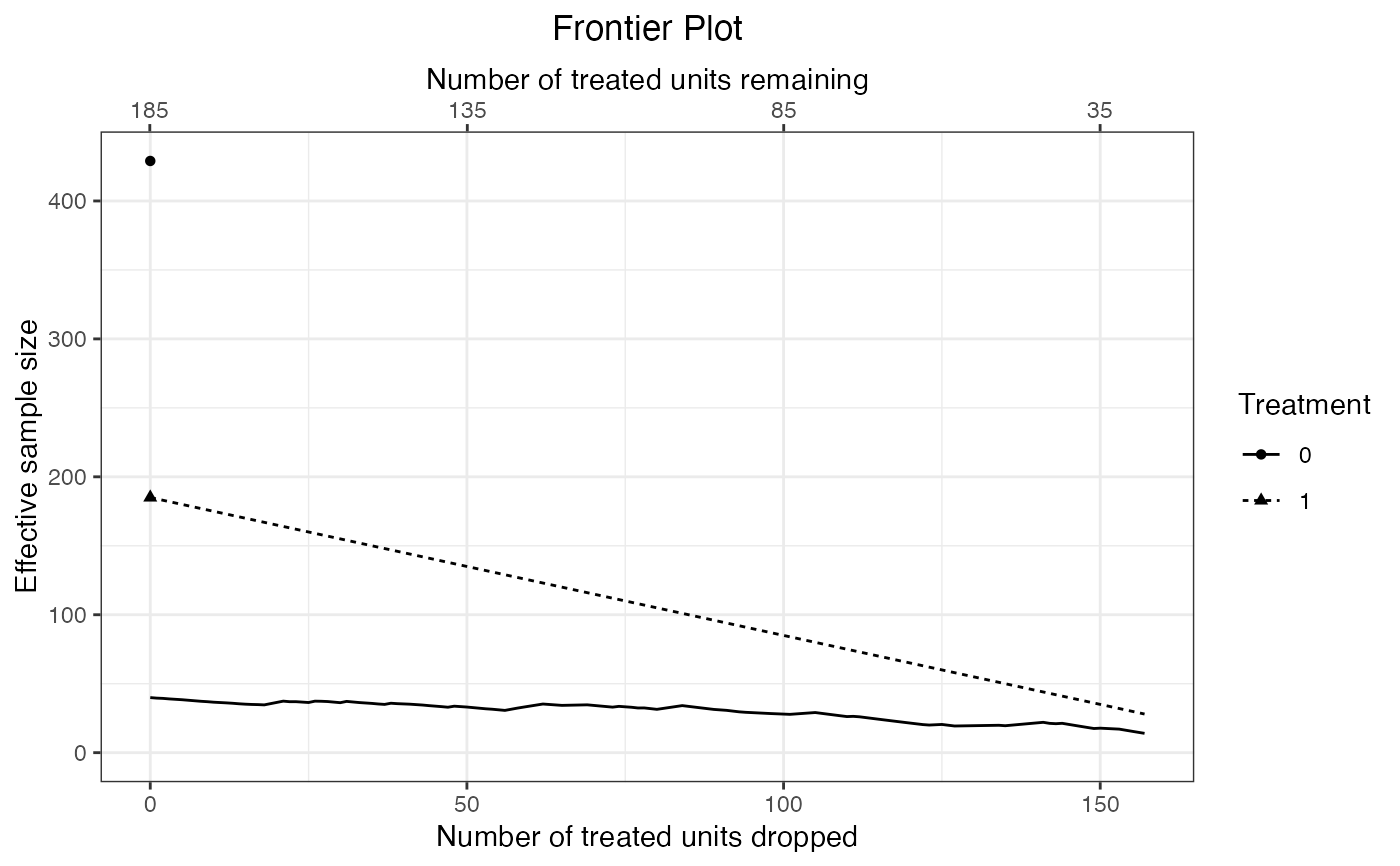 Frontier Plot
Number of treated units remaining
185 135 85 35
Effective sample size
400
300
200
100
0
0 50 100 150
Number of treated units dropped
Treatment
0
1